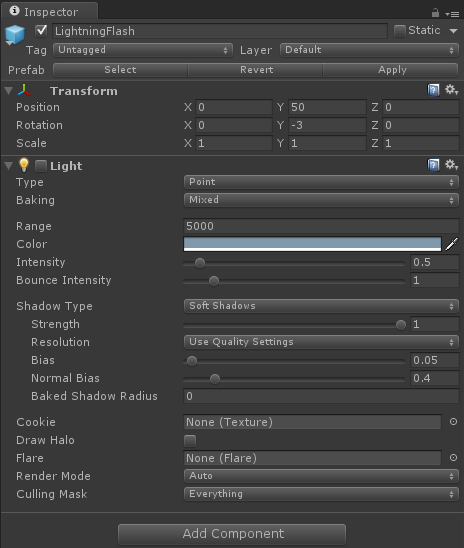 Inspector
LightningFlash Static
Tag Untagged Layer Default
Prefab Select Revert Apply
Transform
Position X 0 Y 50 Z 0
Rotation X 0 Y -3 Z 0
Scale X 1 Y 1 Z 1
Light
Type Point
Baking Mixed
Range 5000
Color
Intensity 0.5
Bounce Intensity 1
Shadow Type Soft Shadows
Strength 1
Resolution Use Quality Settings
Bias 0.05
Normal Bias 0.4
Baked Shadow Radius 0
Cookie None (Texture)
Draw Halo
Flare None (Flare)
Render Mode Auto
Culling Mask Everything
Add Component